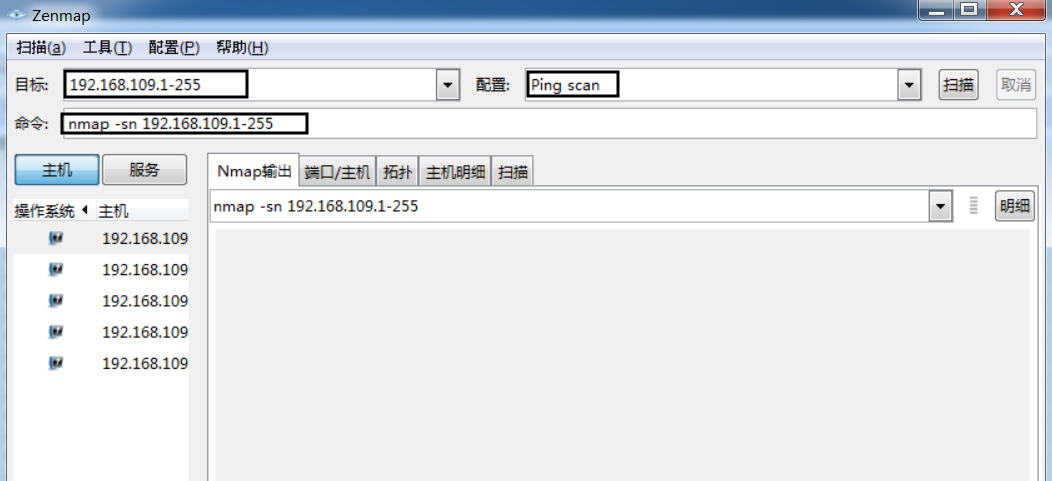 Zenmap
扫描(a) 工具(T) 配置(P) 帮助(H)
目标: 192.168.109.1-255 配置: Ping scan 扫描 取消
命令: nmap -sn 192.168.109.1-255
主机 服务 Nmap输出 端口/主机 拓扑 主机明细 扫描
操作系统 主机 nmap -sn 192.168.109.1-255 明细
192.168.109
192.168.109
192.168.109
192.168.109
192.168.109